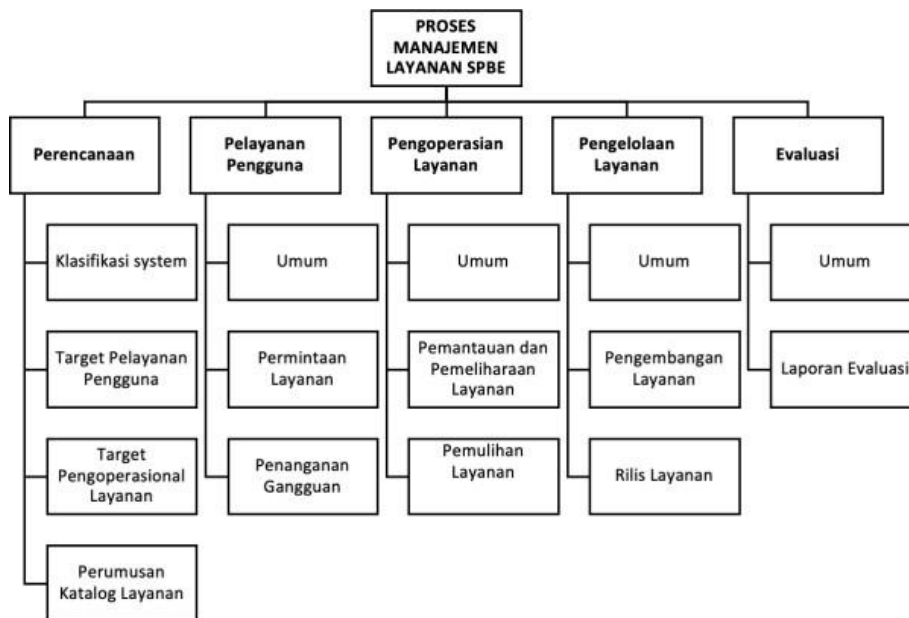 PROSES
MANAJEMEN
LAYANAN SPBE
Perencanaan
Klasifikasi system
Target Pelayanan
Pengguna
Target
Pengoperasional
Layanan
Perumusan
Katalog Layanan
Pelayanan
Pengguna
Umum
Permintaan
Layanan
Penanganan
Gangguan
Pengoperasian
Layanan
Umum
Pemantauan dan
Pemeliharaan
Layanan
Pemulihan
Layanan
Pengelolaan
Layanan
Umum
Pengembangan
Layanan
Rilis Layanan
Evaluasi
Umum
Laporan Evaluasi